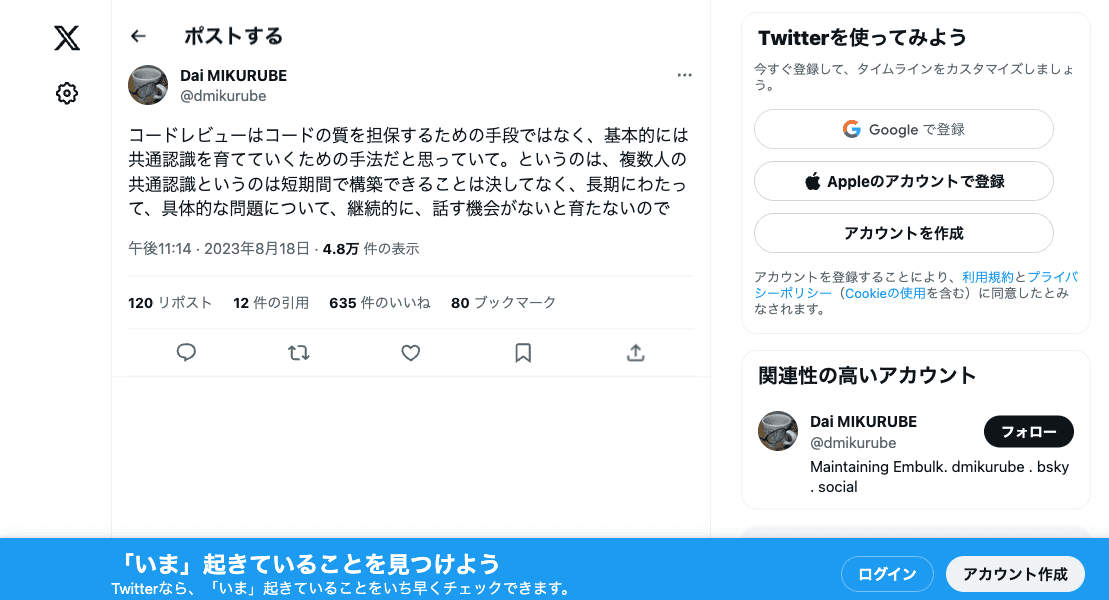 ポストする
Dai MIKURUBE
@dmikurube
コードレビューはコードの質を担保するための手段ではなく、基本的には
共通認識を育てていくための手法だと思っていて。というのは、複数人の
共通認識というのは短期間で構築できることは決してなく、長期にわたっ
て、具体的な問題について、継続的に、話す機会がないと育たないので
午後11:14 · 2023年8月18日 · 4.8万 件の表示
120 リポスト 12 件の引用 635 件のいいね 80 ブックマーク
Twitterを使ってみよう
今すぐ登録して、タイムラインをカスタマイズしましょ
う。
Google で登録
Appleのアカウントで登録
アカウントを作成
アカウントを登録することにより、利用規約とプライバ
シーポリシー（Cookieの使用を含む）に同意したとみ
なされます。
関連性の高いアカウント
Dai MIKURUBE
@dmikurube
フォロー
Maintaining Embulk. dmikurube . bsky
. social
「いま」起きていることを見つけよう
Twitterなら、「いま」起きていることをいち早くチェックできます。
ログイン
アカウント作成